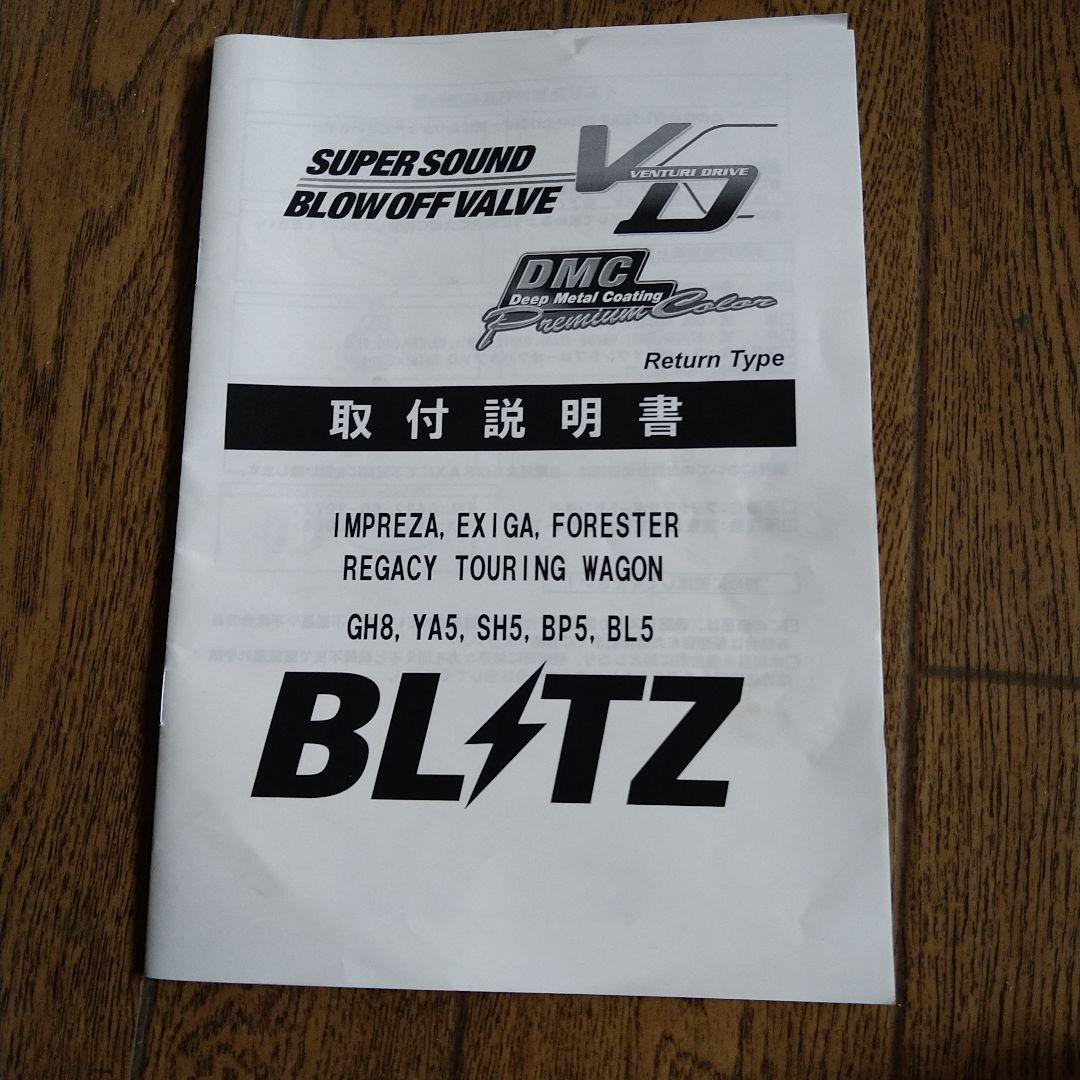 SUPER SOUND
BLOW OFF VALVE
VD
VENTURI DRIVE
DMC
Deep Metal Coating
Premium Color
Return Type
取付説明書
IMPREZA, EXIGA, FORESTER
REGACY TOURING WAGON
GH8, YA5, SH5, BP5, BL5
BLITZ